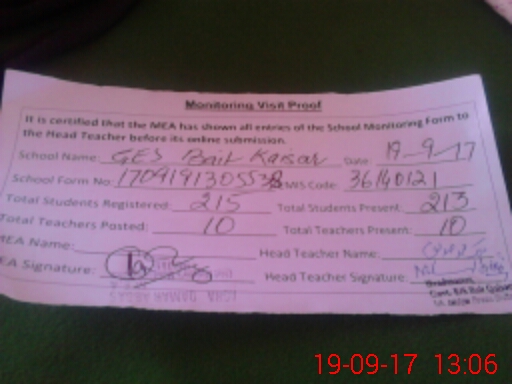 Monitoring Visit Proof
It is certified that the MEA has shown all entries of the School Monitoring Form to
the Head Teacher before its online submission.
School Name: GES Bait Kaisar Date: 19-9-17
School Form No: EMIS Code: 36140121
Total Students Registered: 215 Total Students Present: 213
Total Teachers Posted: 10 Total Teachers Present: 10
MEA Name: Head Teacher Name:
EA Signature: Head Teacher Signature:
19-09-17 13:06